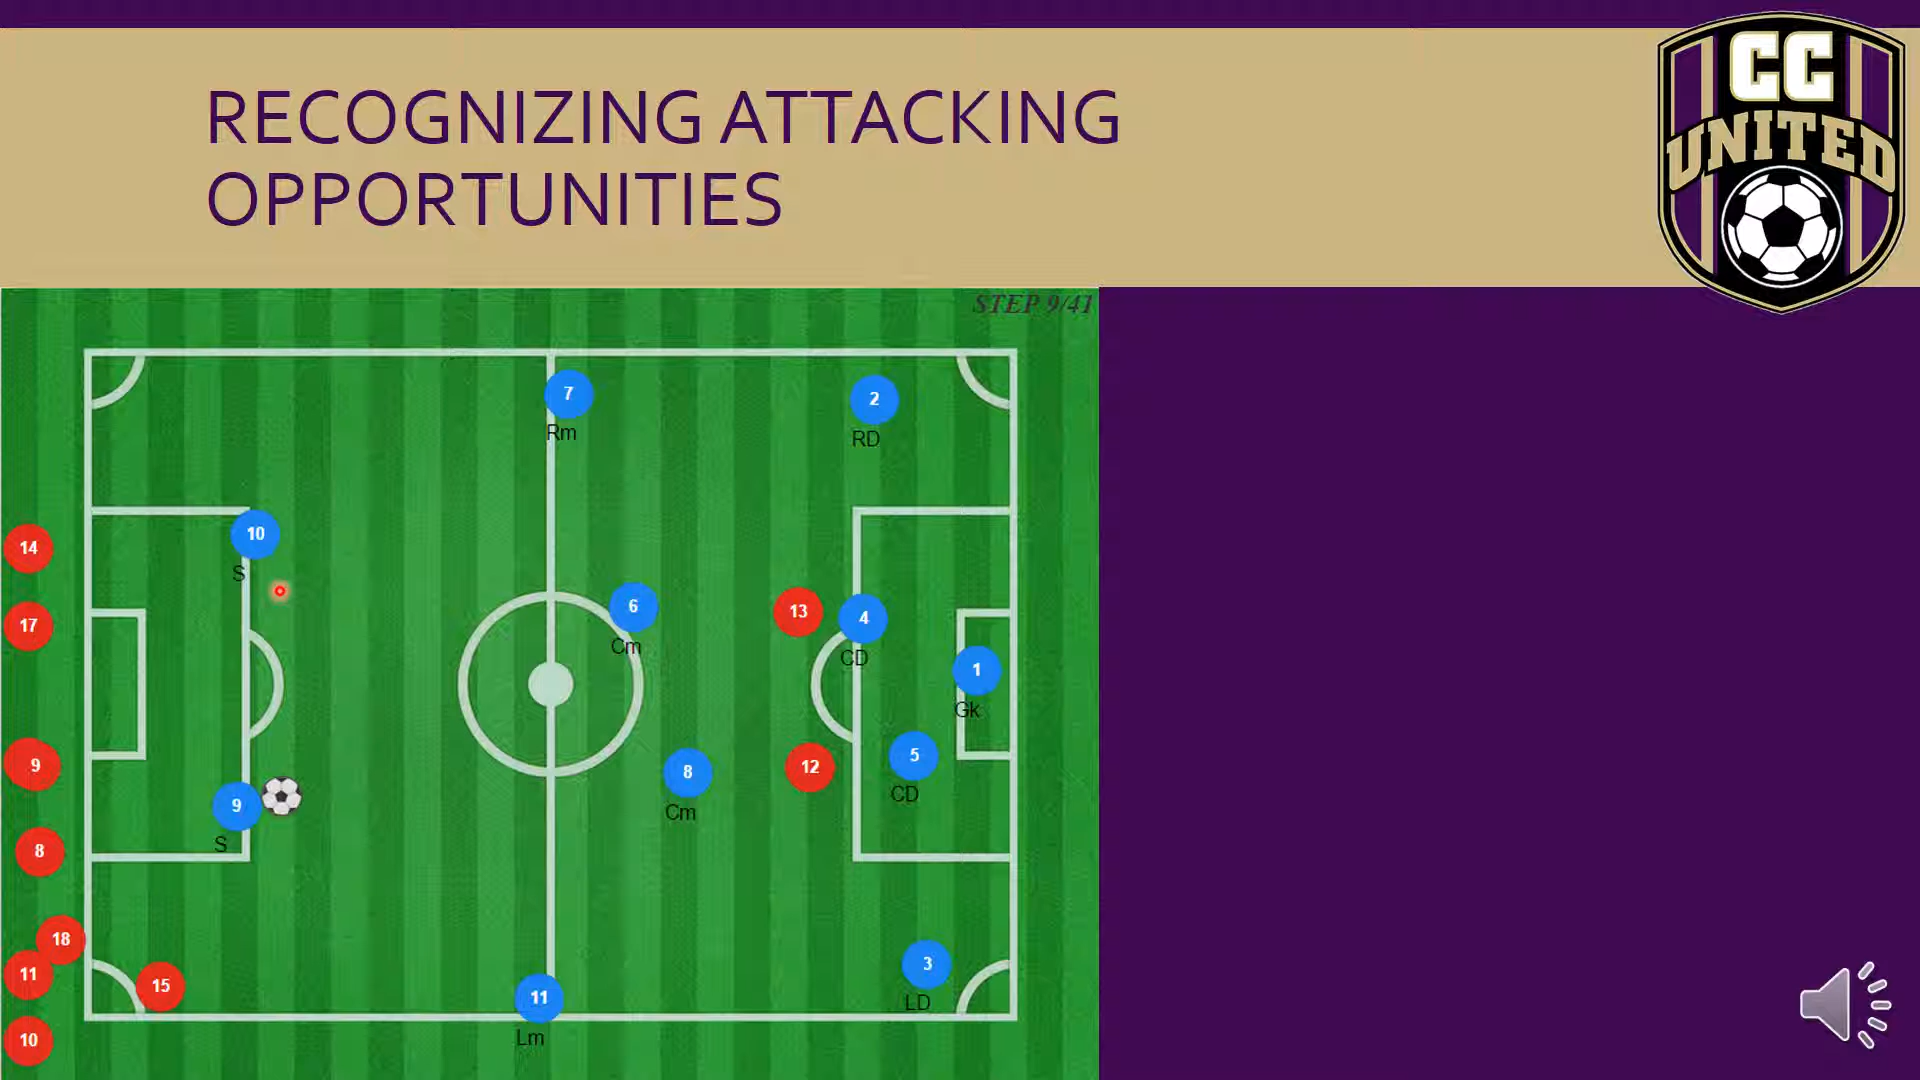 CC
UNITED
RECOGNIZING ATTACKING
OPPORTUNITIES
STEP 9/41
7
Rm
2
RD
10
S
14
17
6
Cm
13
4
CD
1
Gk
9
8
9
S
8
Cm
12
5
CD
18
11
15
10
11
Lm
3
LD